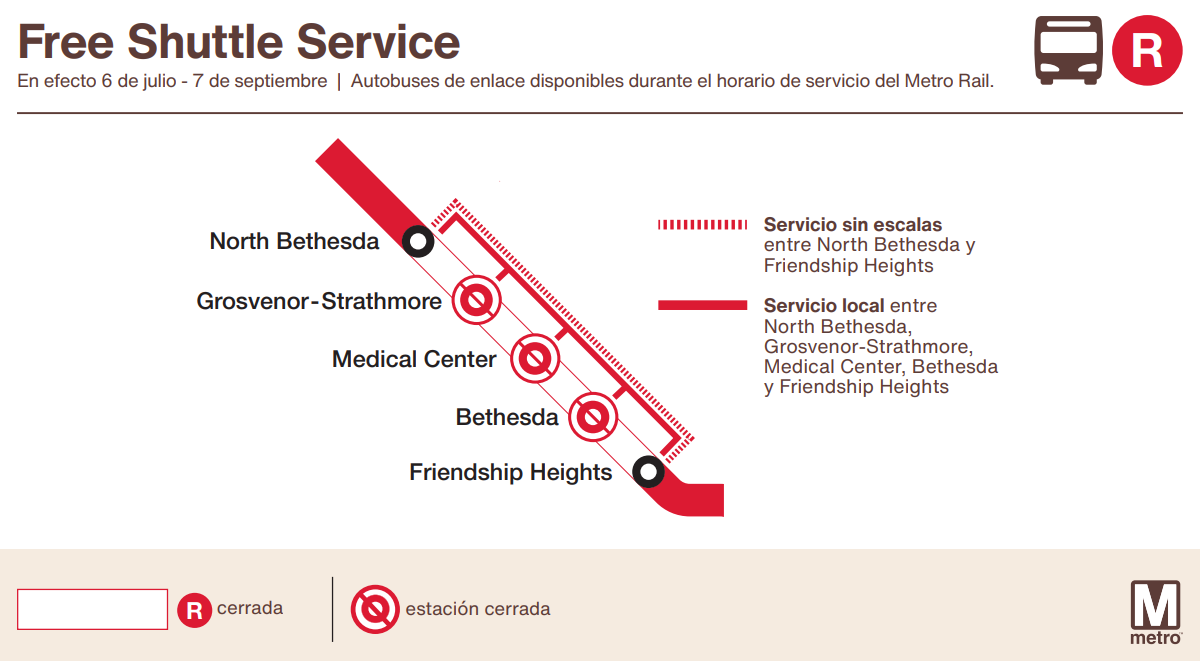 Free Shuttle Service
En efecto 6 de julio - 7 de septiembre | Autobuses de enlace disponibles durante el horario de servicio del Metro Rail.
R
North Bethesda
Grosvenor-Strathmore
Medical Center
Bethesda
Friendship Heights
Servicio sin escalas
entre North Bethesda y
Friendship Heights
Servicio local entre
North Bethesda,
Grosvenor-Strathmore,
Medical Center, Bethesda
y Friendship Heights
R cerrada
estación cerrada
M
metro